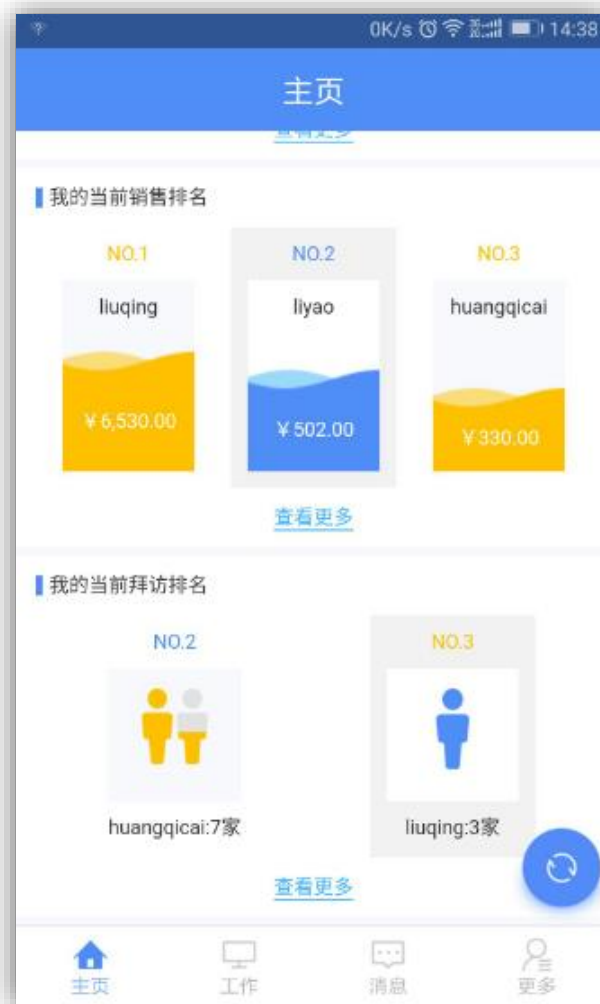 0K/s 14:38
主页
查看更多
我的当前销售排名
NO.1 NO.2 NO.3
liuqing liyao huangqicai
¥6,530.00 ¥502.00 ¥330.00
查看更多
我的当前拜访排名
NO.2 NO.3
huangqicai:7家 liuqing:3家
查看更多
主页 工作 消息 更多